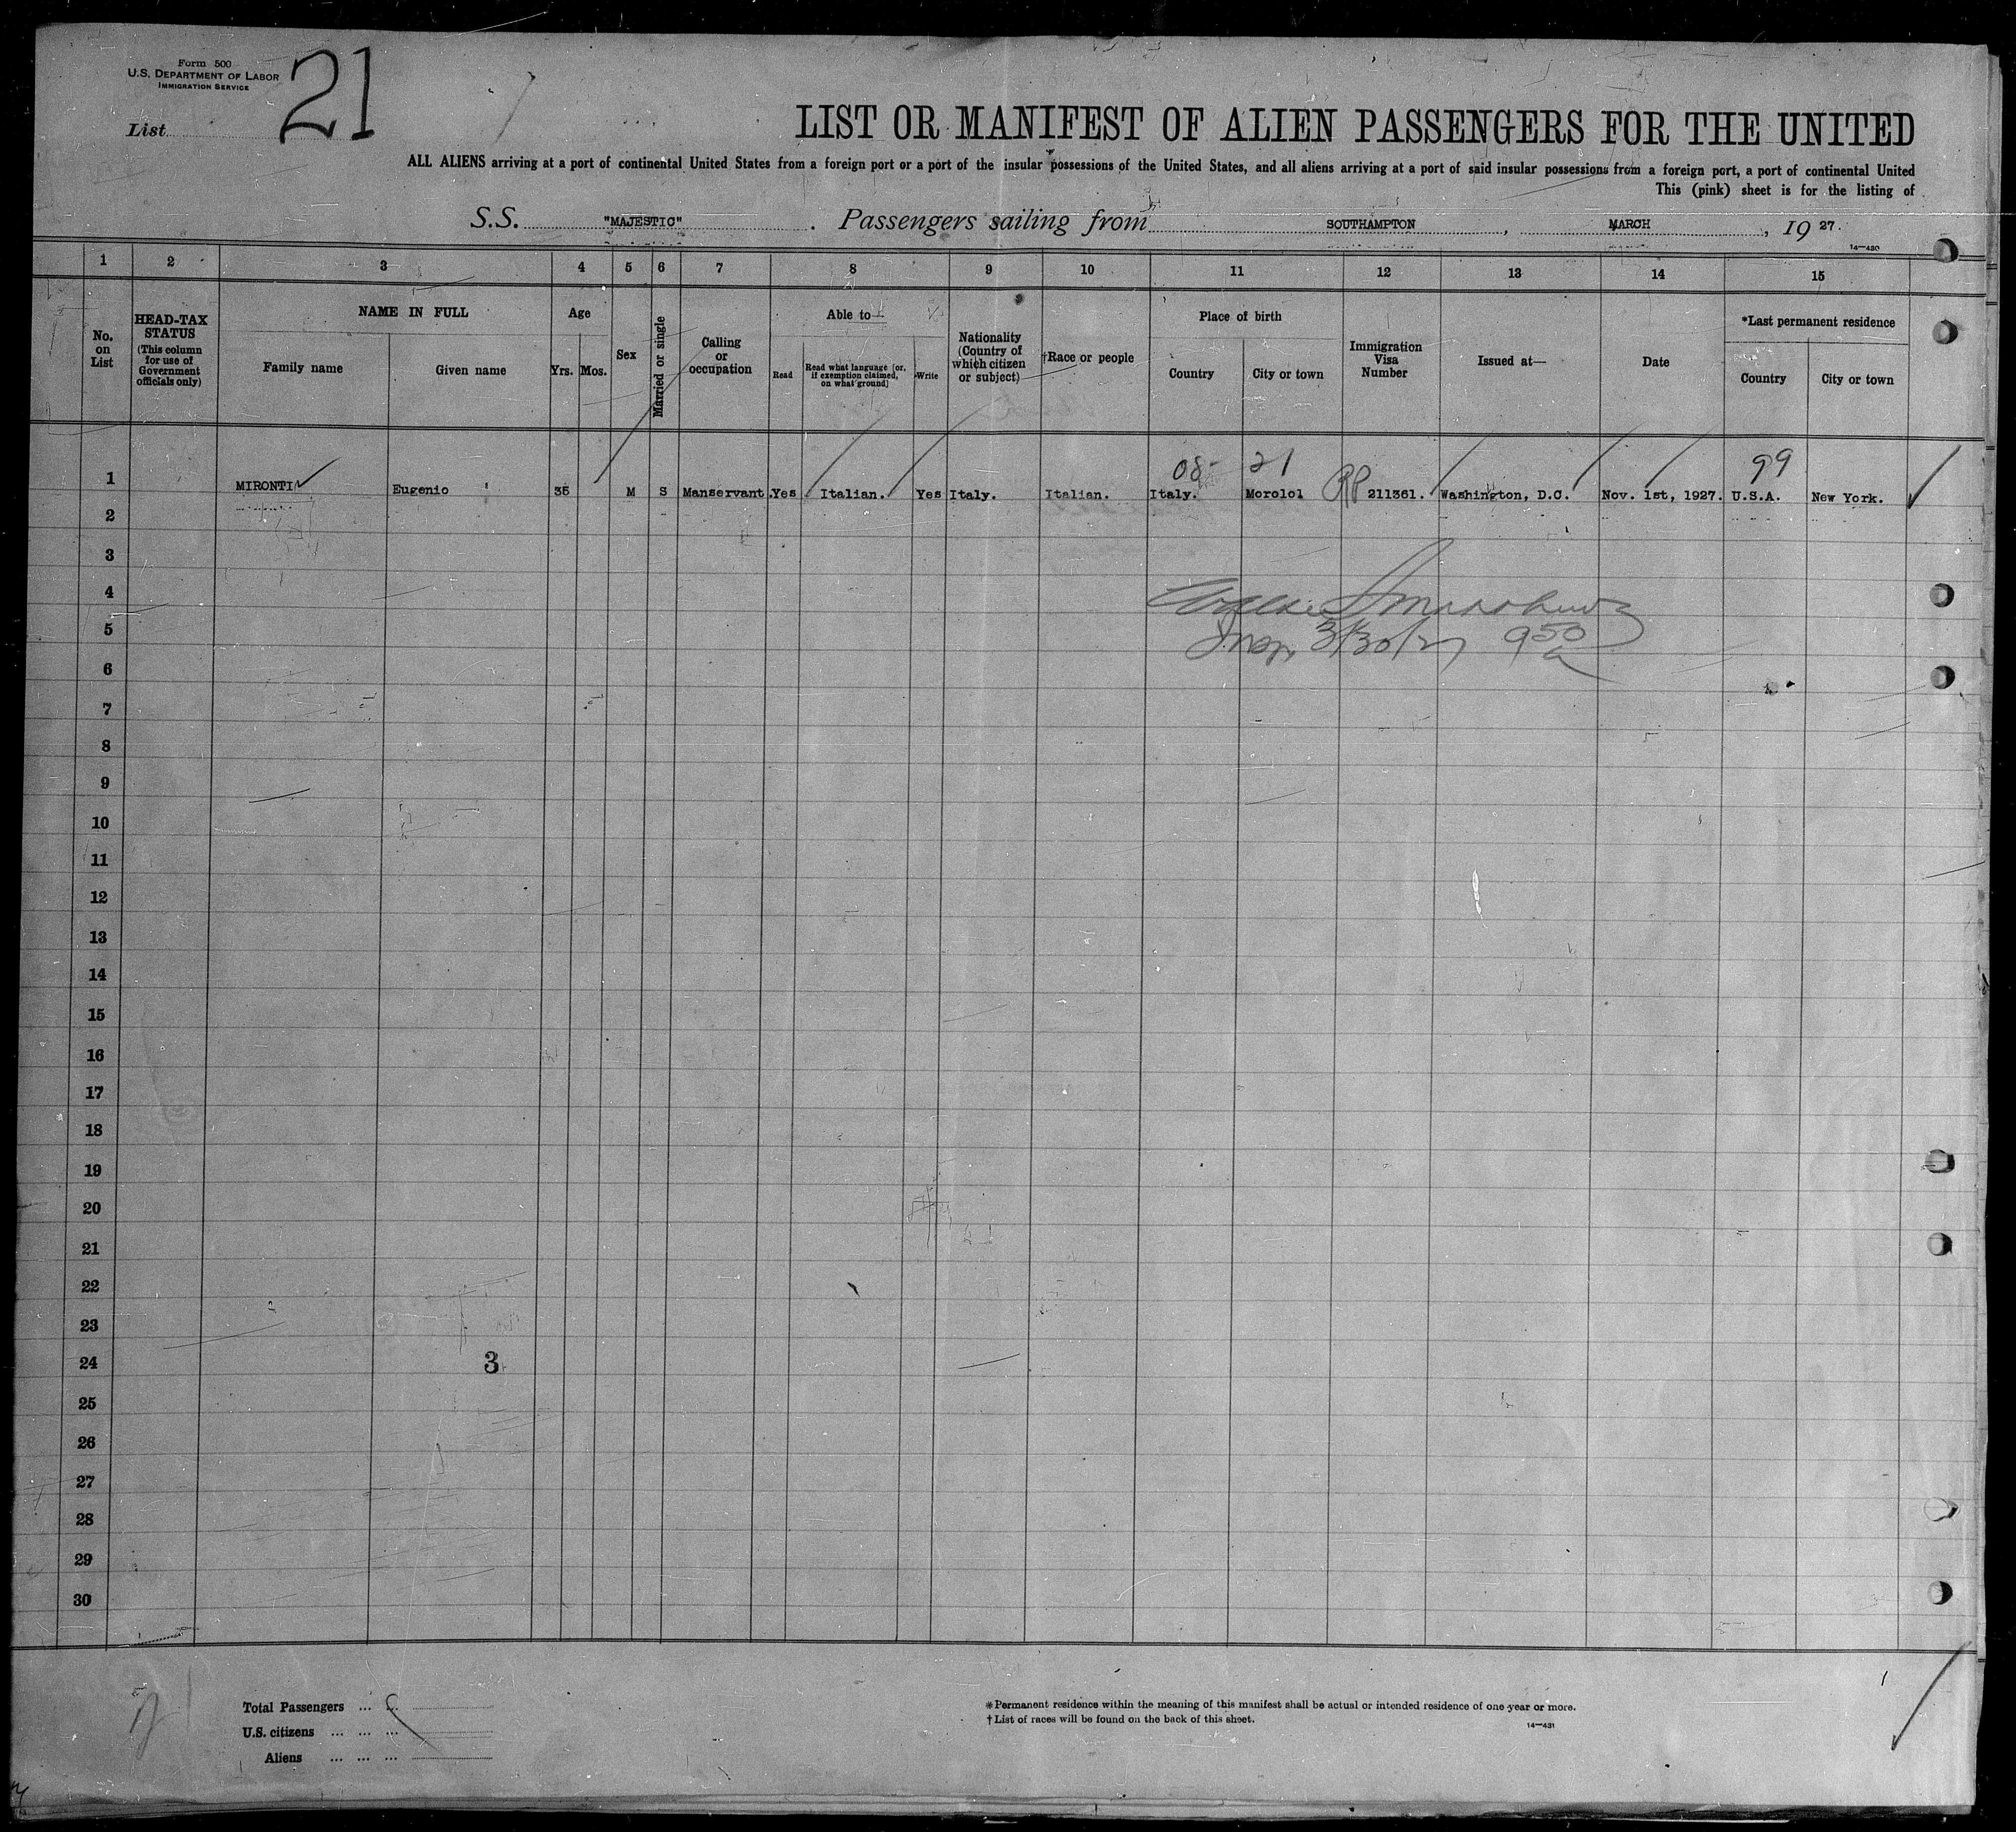 Form 500
U.S. DEPARTMENT OF LABOR
IMMIGRATION SERVICE
List 21
LIST OR MANIFEST OF ALIEN PASSENGERS FOR THE UNITED
ALL ALIENS arriving at a port of continental United States from a foreign port or a port of the insular possessions of the United States, and all aliens arriving at a port of said insular possessions from a foreign port, a port of continental United
This (pink) sheet is for the listing of
S.S. "MAJESTIC" . Passengers sailing from SOUTHAMPTON , MARCH , 19 27.
14—430
1 2 3 4 5 6 7 8 9 10 11 12 13 14 15
No. on List
HEAD-TAX STATUS
(This column for use of Government officials only)
NAME IN FULL
Family name Given name
Age
Yrs. Mos.
Sex
Married or single
Calling or occupation
Able to—
Read
Read what language [or, if exemption claimed, on what ground]
Write
Nationality (Country of which citizen or subject)
†Race or people
Place of birth
Country City or town
Immigration Visa Number
Issued at—
Date
*Last permanent residence
Country City or town
08- 21 99
1 MIRONTI Eugenio 35 M S Manservant. Yes Italian. Yes Italy. Italian. Italy. Morolol RP 211361. Washington, D.C. Nov. 1st, 1927. U.S.A. New York.
2
3
4
5
Insp. 3/30/27 9 50 a
6
7
8
9
10
11
12
13
14
15
16
17
18
19
20
21
22
23
24 3
25
26
27
28
29
30
21
Total Passengers ... ...
U.S. citizens ... ... ...
Aliens ... ... ...
*Permanent residence within the meaning of this manifest shall be actual or intended residence of one year or more.
†List of races will be found on the back of this sheet.
14—431